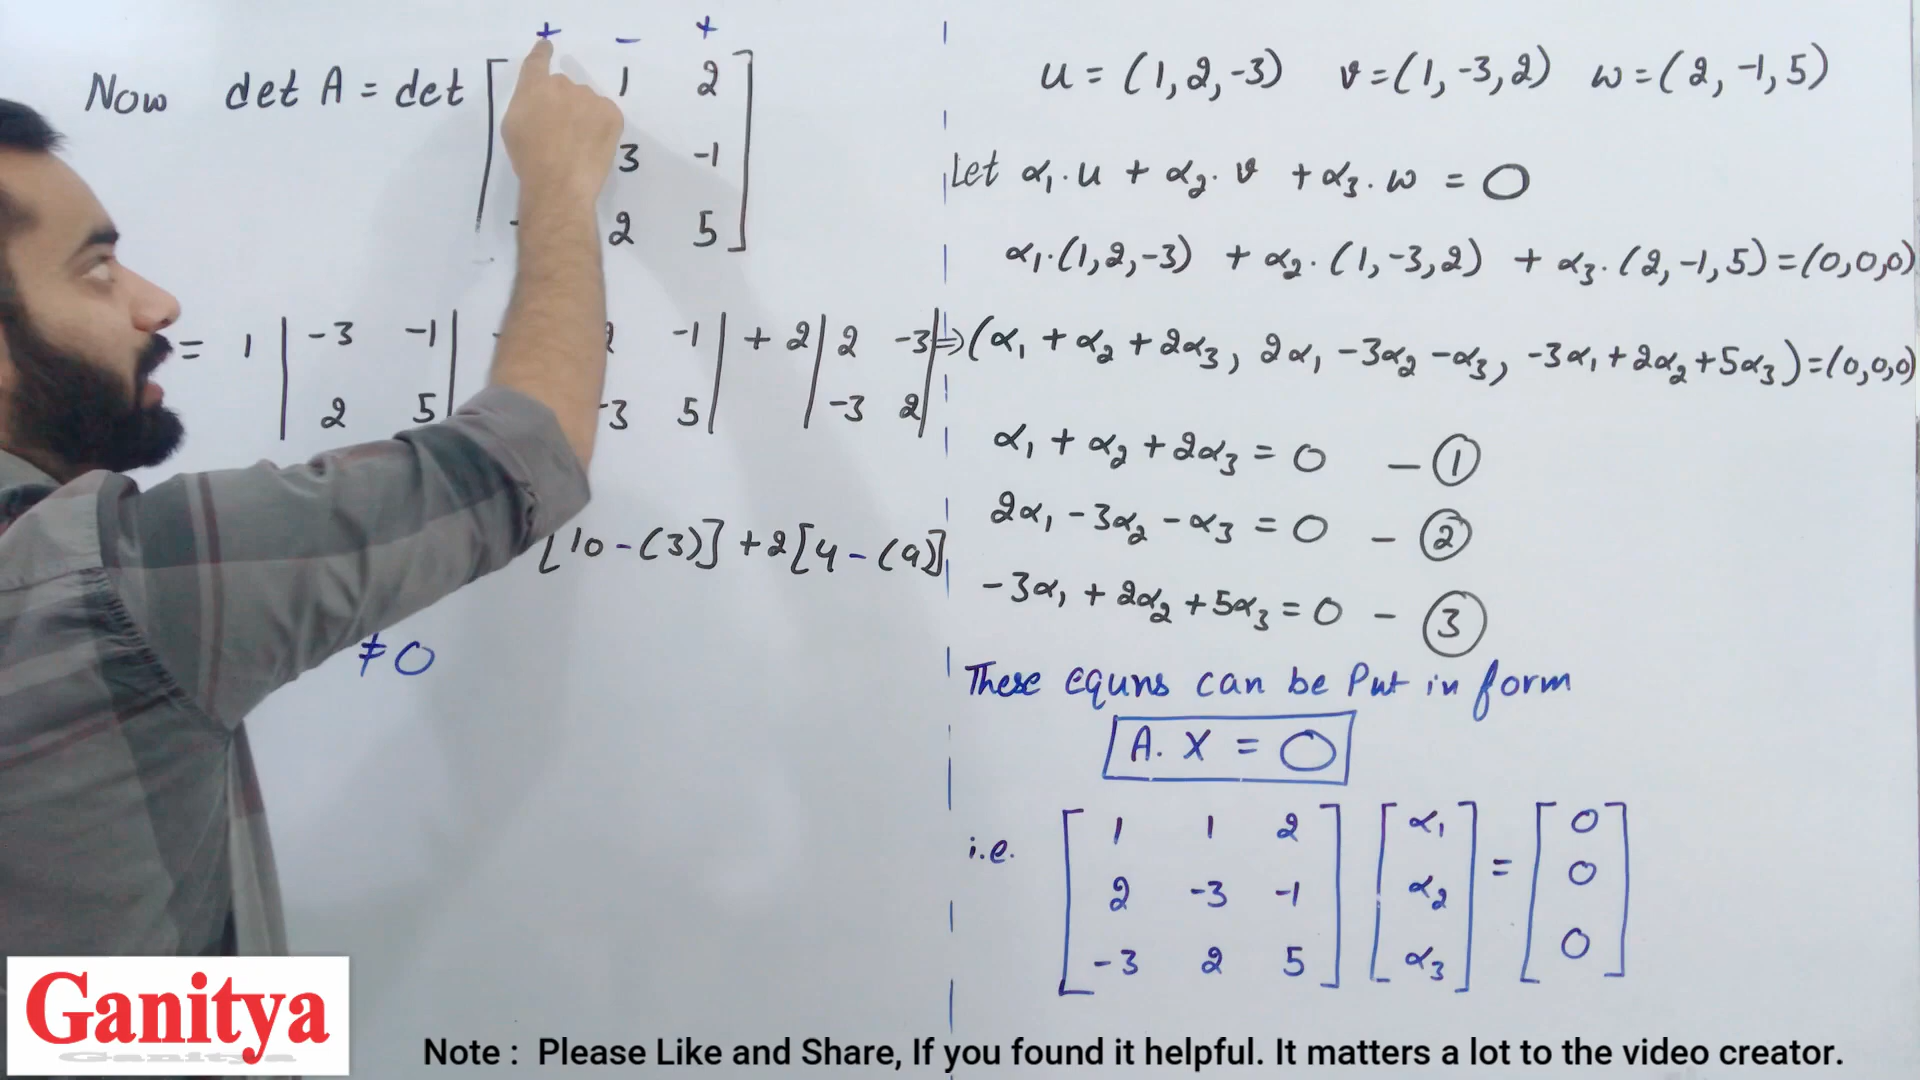 + - +
Now det A = det [ 1 2
3 -1
- 2 5 ]
= 1 | -3 -1 | - | 2 -1 | + 2 | 2 -3 |
2 5 -3 5 -3 2
[10 - (3)] + 2[4 - (9)]
≠ 0
u = (1, 2, -3) v = (1, -3, 2) w = (2, -1, 5)
Let α₁. u + α₂. v + α₃. w = 0
α₁.(1, 2, -3) + α₂.(1, -3, 2) + α₃.(2, -1, 5) = (0, 0, 0)
⇒ (α₁ + α₂ + 2α₃, 2α₁ - 3α₂ - α₃, -3α₁ + 2α₂ + 5α₃) = (0, 0, 0)
α₁ + α₂ + 2α₃ = 0 - ①
2α₁ - 3α₂ - α₃ = 0 - ②
-3α₁ + 2α₂ + 5α₃ = 0 - ③
These equns can be Put in form
A. X = 0
i.e. [ 1 1 2 ] [ α₁ ] = [ 0 ]
2 -3 -1 α₂ 0
-3 2 5 α₃ 0
Ganitya
Note : Please Like and Share, If you found it helpful. It matters a lot to the video creator.